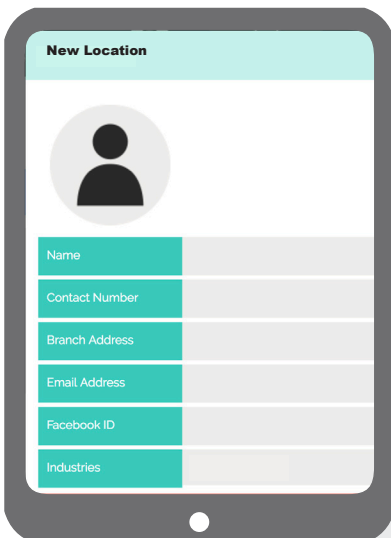 New Location
Name
Contact Number
Branch Address
Email Address
Facebook ID
Industries